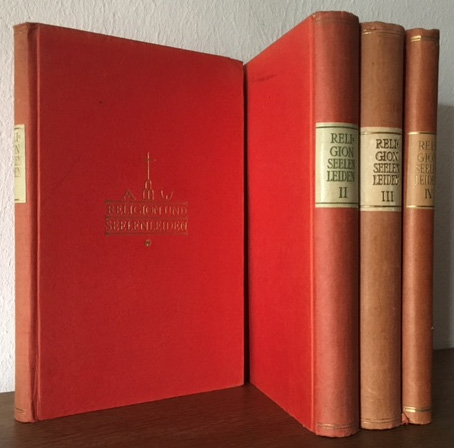 A W
RELIGION UND
SEELENLEIDEN
RELI-
GION
SEELEN
LEIDEN
II
RELI-
GION
SEELEN
LEIDEN
III
RELI-
GION
SEELEN
LEIDEN
IV